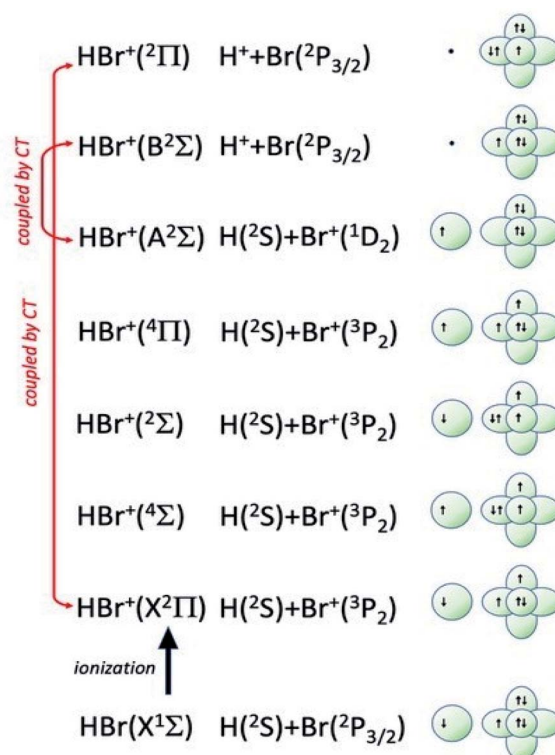 HBr⁺(²Π) H⁺+Br(²P₃/₂)
HBr⁺(B²Σ) H⁺+Br(²P₃/₂)
HBr⁺(A²Σ) H(²S)+Br⁺(¹D₂)
HBr⁺(⁴Π) H(²S)+Br⁺(³P₂)
HBr⁺(²Σ) H(²S)+Br⁺(³P₂)
HBr⁺(⁴Σ) H(²S)+Br⁺(³P₂)
HBr⁺(X²Π) H(²S)+Br⁺(³P₂)
ionization
HBr(X¹Σ) H(²S)+Br(²P₃/₂)
coupled by CT
coupled by CT